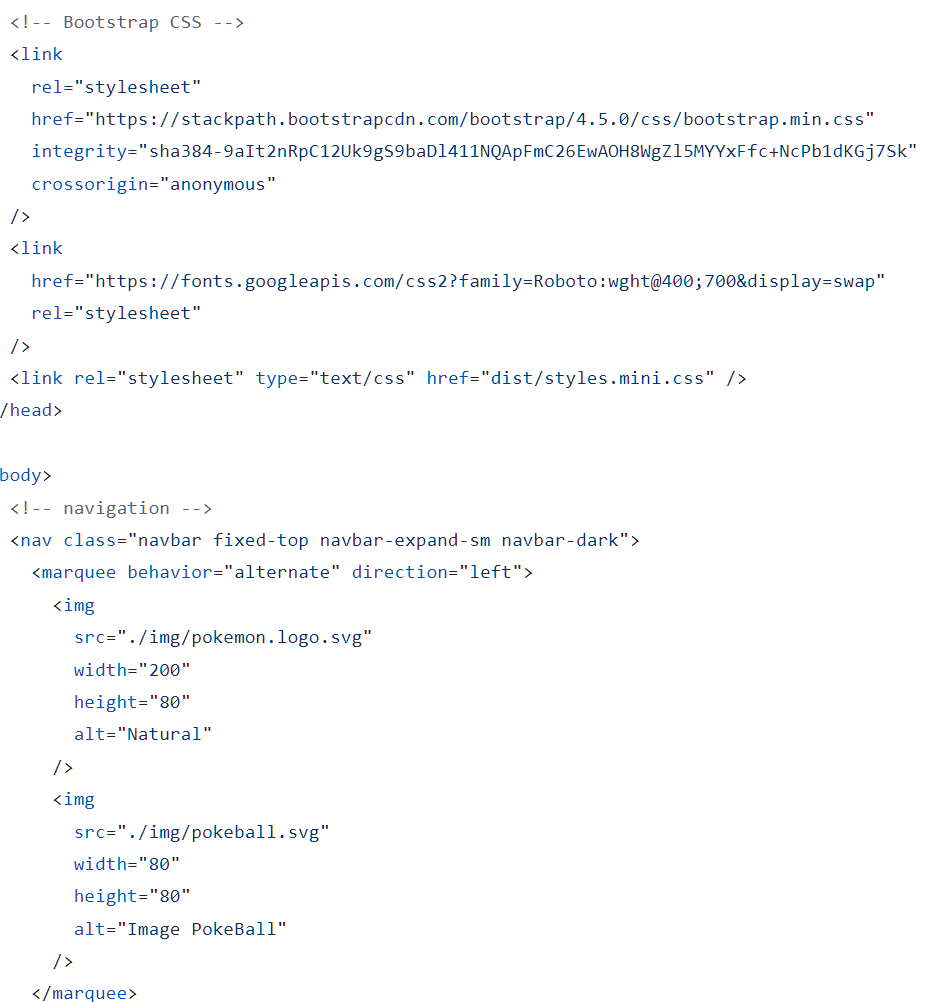 <!-- Bootstrap CSS -->
<link
rel="stylesheet"
href="https://stackpath.bootstrapcdn.com/bootstrap/4.5.0/css/bootstrap.min.css"
integrity="sha384-9aIt2nRpC12Uk9gS9baDl411NQApFmC26EwAOH8WgZl5MYYxFfc+NcPb1dKGj7Sk"
crossorigin="anonymous"
/>
<link
href="https://fonts.googleapis.com/css2?family=Roboto:wght@400;700&display=swap"
rel="stylesheet"
/>
<link rel="stylesheet" type="text/css" href="dist/styles.mini.css" />
/head>
body>
<!-- navigation -->
<nav class="navbar fixed-top navbar-expand-sm navbar-dark">
<marquee behavior="alternate" direction="left">
<img
src="./img/pokemon.logo.svg"
width="200"
height="80"
alt="Natural"
/>
<img
src="./img/pokeball.svg"
width="80"
height="80"
alt="Image PokeBall"
/>
</marquee>